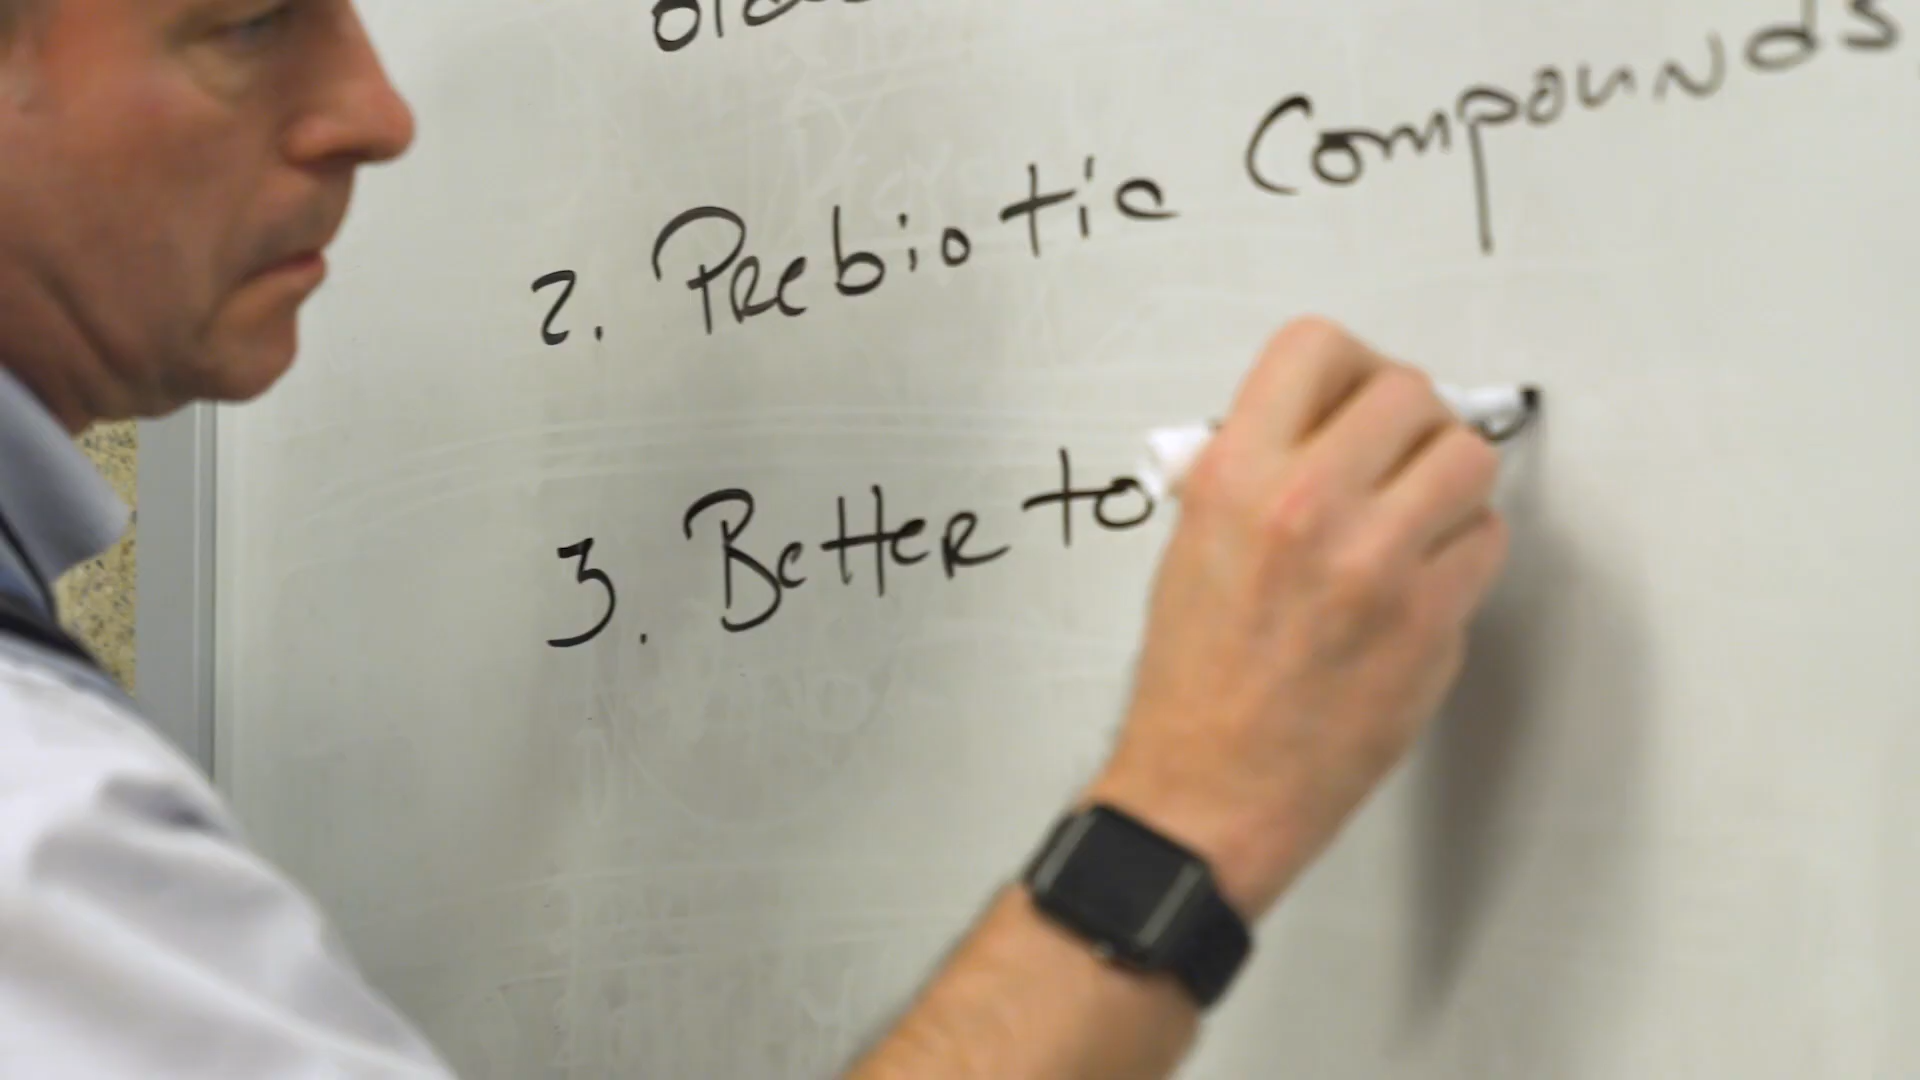 2. Prebiotic Compounds
3. Better to